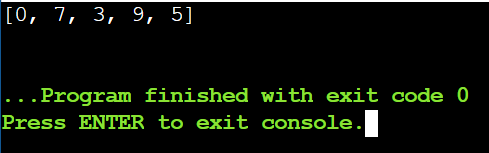 [0, 7, 3, 9, 5]
...Program finished with exit code 0
Press ENTER to exit console.